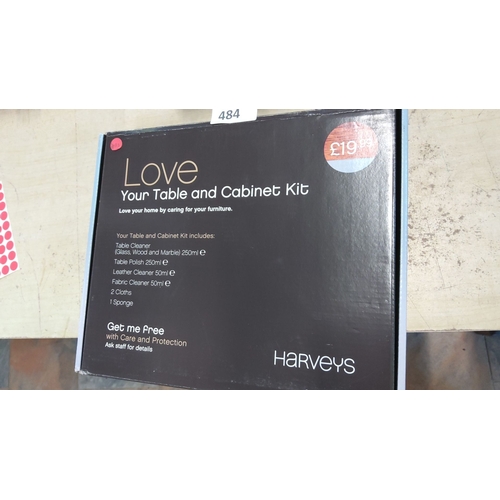 484
£19
Love
Your Table and Cabinet Kit
Love your home by caring for your furniture.
Your Table and Cabinet Kit includes:
Table Cleaner
(Glass, Wood and Marble) 250ml ℮
Table Polish 250ml ℮
Leather Cleaner 50ml ℮
Fabric Cleaner 50ml ℮
2 Cloths
1 Sponge
Get me free
with Care and Protection
Ask staff for details
HARVEYS